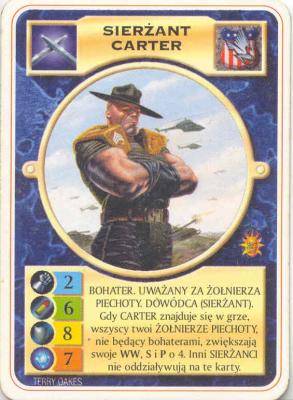 SIERŻANT
CARTER
2
6
8
7
BOHATER. UWAŻANY ZA ŻOŁNIERZA
PIECHOTY. DOWÓDCA (SIERŻANT).
Gdy CARTER znajduje się w grze,
wszyscy twoi ŻOŁNIERZE PIECHOTY,
nie będący bohaterami, zwiększają
swoje WW, S i P o 4. Inni SIERŻANCI
nie oddziaływują na te karty.
TERRY OAKES